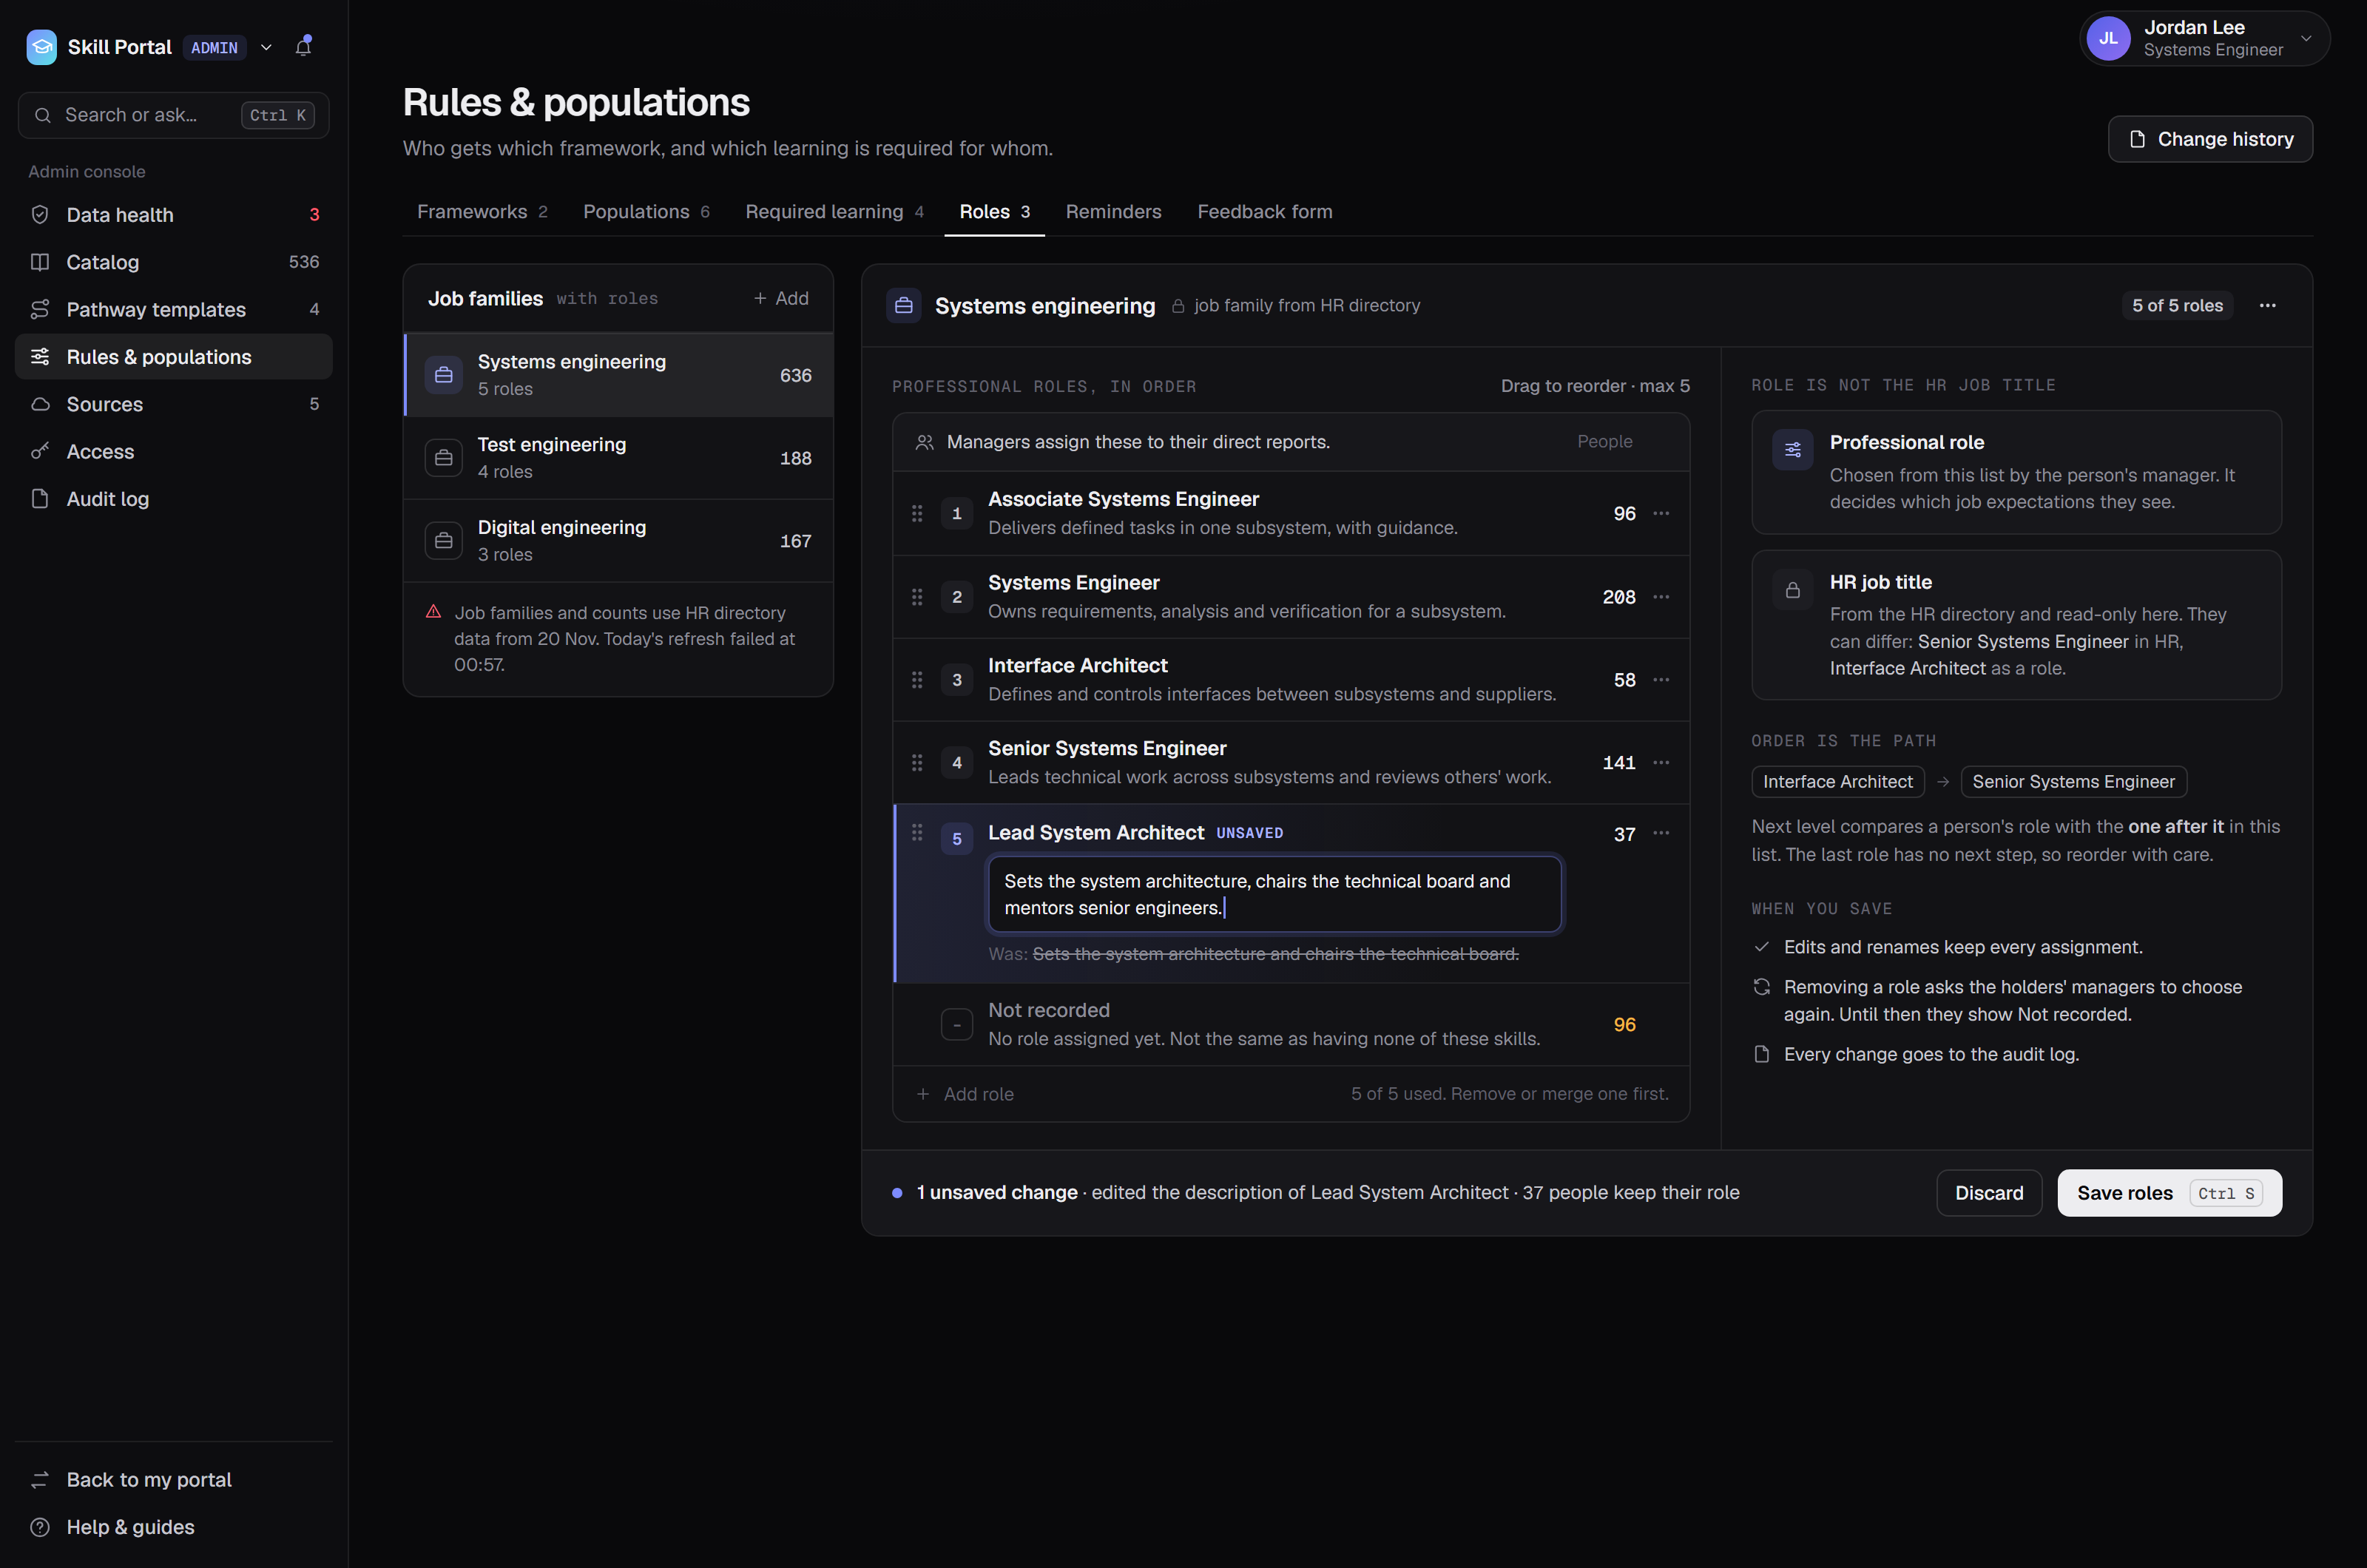 Skill Portal ADMIN
Search or ask... Ctrl K
Admin console
Data health 3
Catalog 536
Pathway templates 4
Rules & populations
Sources 5
Access
Audit log
Back to my portal
Help & guides
JL Jordan Lee
Systems Engineer
Rules & populations
Who gets which framework, and which learning is required for whom.
Change history
Frameworks 2 Populations 6 Required learning 4 Roles 3 Reminders Feedback form
Job families with roles + Add
Systems engineering
5 roles
636
Test engineering
4 roles
188
Digital engineering
3 roles
167
Job families and counts use HR directory
data from 20 Nov. Today's refresh failed at
00:57.
Systems engineering job family from HR directory 5 of 5 roles
PROFESSIONAL ROLES, IN ORDER Drag to reorder · max 5
Managers assign these to their direct reports. People
1 Associate Systems Engineer
Delivers defined tasks in one subsystem, with guidance.
96
2 Systems Engineer
Owns requirements, analysis and verification for a subsystem.
208
3 Interface Architect
Defines and controls interfaces between subsystems and suppliers.
58
4 Senior Systems Engineer
Leads technical work across subsystems and reviews others' work.
141
5 Lead System Architect UNSAVED
37
Sets the system architecture, chairs the technical board and
mentors senior engineers.
Was: Sets the system architecture and chairs the technical board.
- Not recorded
No role assigned yet. Not the same as having none of these skills.
96
+ Add role 5 of 5 used. Remove or merge one first.
ROLE IS NOT THE HR JOB TITLE
Professional role
Chosen from this list by the person's manager. It
decides which job expectations they see.
HR job title
From the HR directory and read-only here. They
can differ: Senior Systems Engineer in HR,
Interface Architect as a role.
ORDER IS THE PATH
Interface Architect → Senior Systems Engineer
Next level compares a person's role with the one after it in this
list. The last role has no next step, so reorder with care.
WHEN YOU SAVE
Edits and renames keep every assignment.
Removing a role asks the holders' managers to choose
again. Until then they show Not recorded.
Every change goes to the audit log.
1 unsaved change · edited the description of Lead System Architect · 37 people keep their role
Discard
Save roles Ctrl S